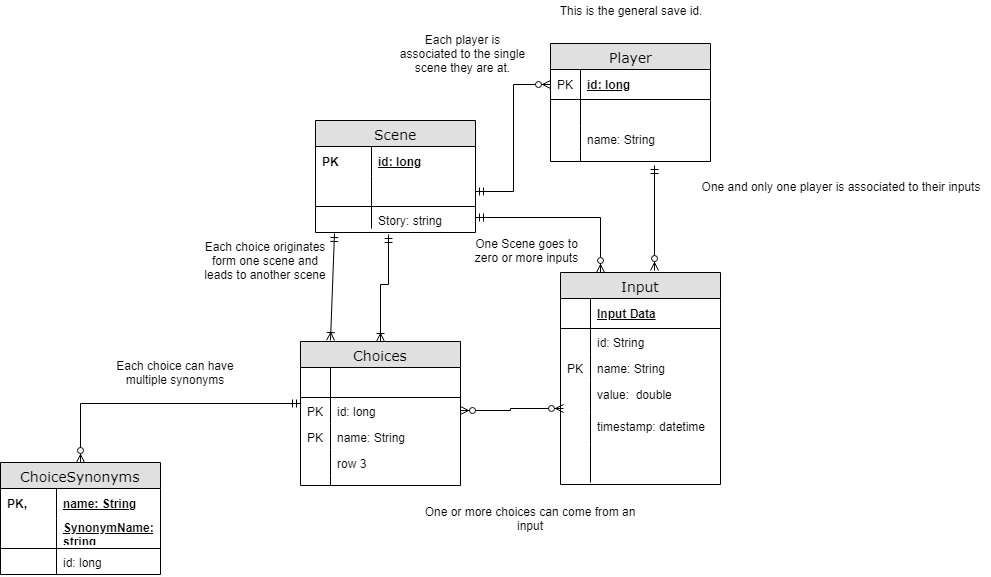 This is the general save id.
Each player is
associated to the single
scene they are at.
Player
PK id: long
name: String
Scene
PK id: long
Story: string
One and only one player is associated to their inputs
Each choice originates
form one scene and
leads to another scene
One Scene goes to
zero or more inputs
Input
Input Data
id: String
PK name: String
value: double
timestamp: datetime
Choices
PK id: long
PK name: String
row 3
Each choice can have
multiple synonyms
ChoiceSynonyms
PK, name: String
SynonymName:
string
id: long
One or more choices can come from an
input